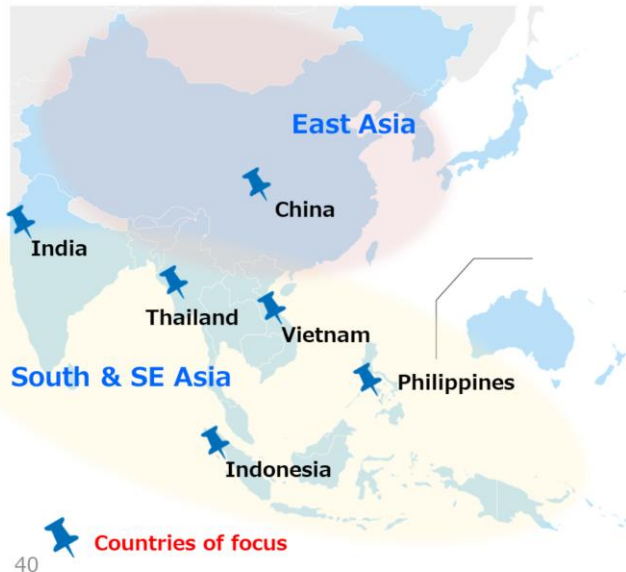 East Asia
China
India
Thailand
Vietnam
South & SE Asia
Philippines
Indonesia
Countries of focus
40